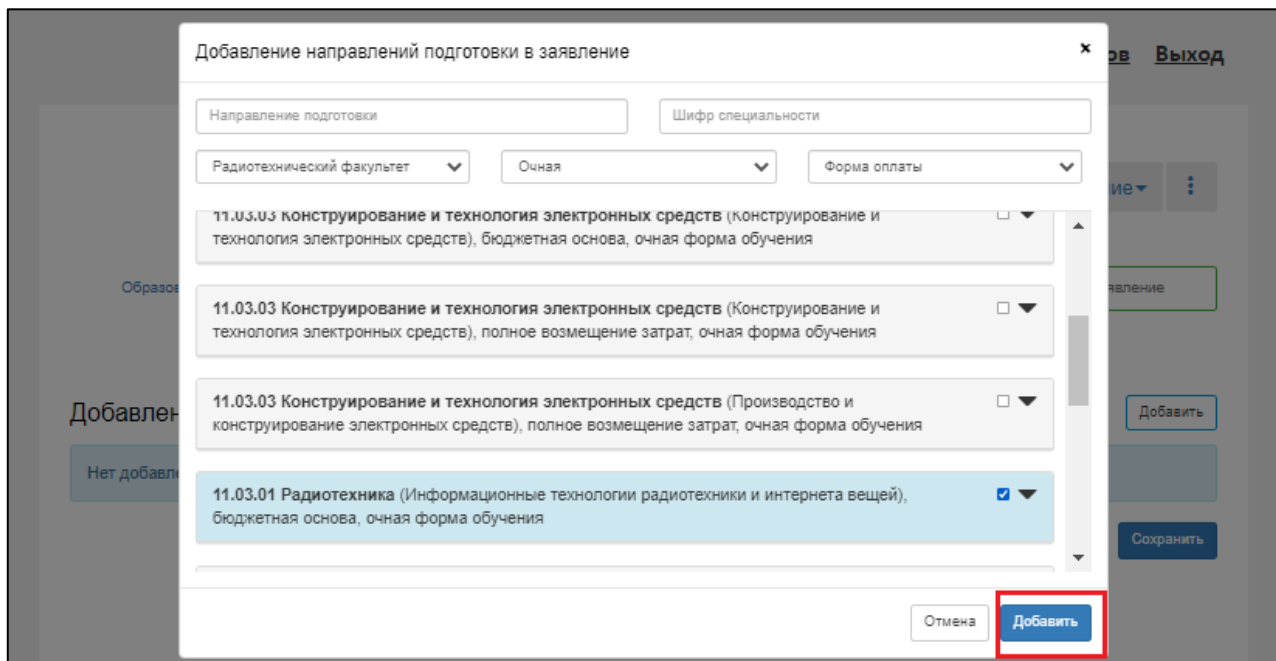 Добавление направлений подготовки в заявление
×
ов Выход
Направление подготовки
Шифр специальности
Радиотехнический факультет
Очная
Форма оплаты
ие
11.03.03 Конструирование и технология электронных средств (Конструирование и
технология электронных средств), бюджетная основа, очная форма обучения
Образов
явление
11.03.03 Конструирование и технология электронных средств (Конструирование и
технология электронных средств), полное возмещение затрат, очная форма обучения
11.03.03 Конструирование и технология электронных средств (Производство и
конструирование электронных средств), полное возмещение затрат, очная форма обучения
Добавлен
Добавить
Нет добавле
11.03.01 Радиотехника (Информационные технологии радиотехники и интернета вещей),
бюджетная основа, очная форма обучения
Сохранить
Отмена
Добавить